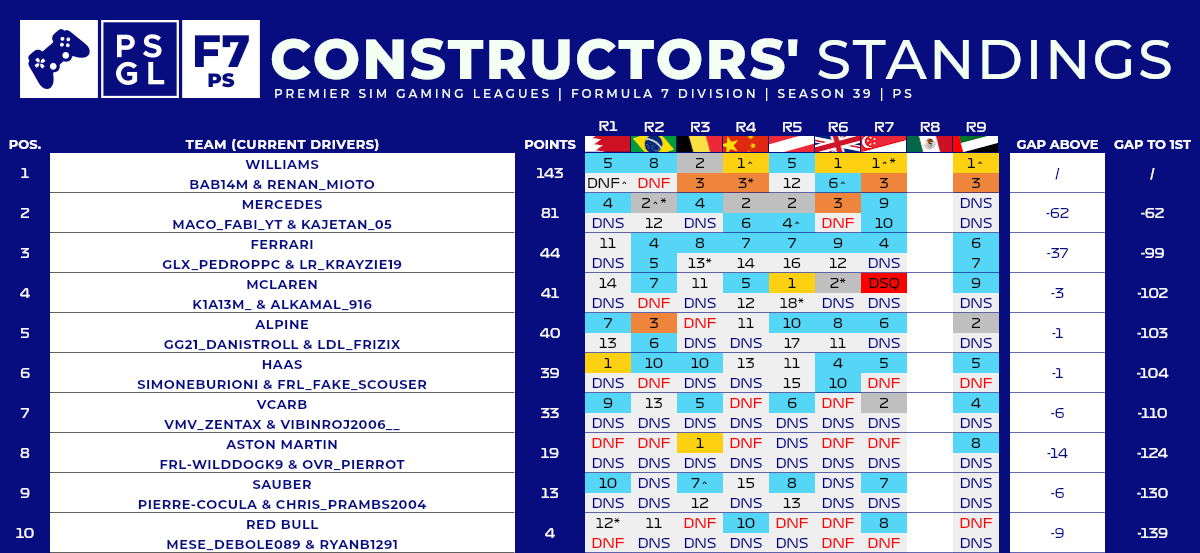 PS
GL
F7
PS
CONSTRUCTORS' STANDINGS
PREMIER SIM GAMING LEAGUES | FORMULA 7 DIVISION | SEASON 39 | PS
R1 R2 R3 R4 R5 R6 R7 R8 R9
POS. TEAM (CURRENT DRIVERS) POINTS GAP ABOVE GAP TO 1ST
WILLIAMS 5 8 2 1^ 5 1 1^* 1^
1 143 / /
BAB14M & RENAN_MIOTO DNF^ DNF 3 3* 12 6^ 3 3
MERCEDES 4 2^* 4 2 2 3 9 DNS
2 81 -62 -62
MACO_FABI_YT & KAJETAN_05 DNS 12 DNS 6 4^ DNF 10 DNS
FERRARI 11 4 8 7 7 9 4 6
3 44 -37 -99
GLX_PEDROPPC & LR_KRAYZIE19 DNS 5 13* 14 16 12 DNS 7
MCLAREN 14 7 11 5 1 2* DSQ 9
4 41 -3 -102
K1A13M_ & ALKAMAL_916 DNS DNF DNS 12 18* DNS DNS DNS
ALPINE 7 3 DNF 11 10 8 6 2
5 40 -1 -103
GG21_DANISTROLL & LDL_FRIZIX 13 6 DNS DNS 17 11 DNS DNS
HAAS 1 10 10 13 11 4 5 5
6 39 -1 -104
SIMONEBURIONI & FRL_FAKE_SCOUSER DNS DNF DNS DNS 15 10 DNF DNF
VCARB 9 13 5 DNF 6 DNF 2 4
7 33 -6 -110
VMV_ZENTAX & VIBINROJ2006__ DNS DNS DNS DNS DNS DNS DNS DNS
ASTON MARTIN DNF DNF 1 DNF DNS DNF DNF 8
8 19 -14 -124
FRL-WILDDOGK9 & OVR_PIERROT DNS DNS DNS DNS DNS DNS DNS DNS
SAUBER 10 DNS 7^ 15 8 DNS 7 DNS
9 13 -6 -130
PIERRE-COCULA & CHRIS_PRAMBS2004 DNS DNS 12 DNS 13 DNS DNS DNS
RED BULL 12* 11 DNF 10 DNF DNF 8 DNF
10 4 -9 -139
MESE_DEBOLE089 & RYANB1291 DNF DNS DNS DNS DNS DNF DNF DNS